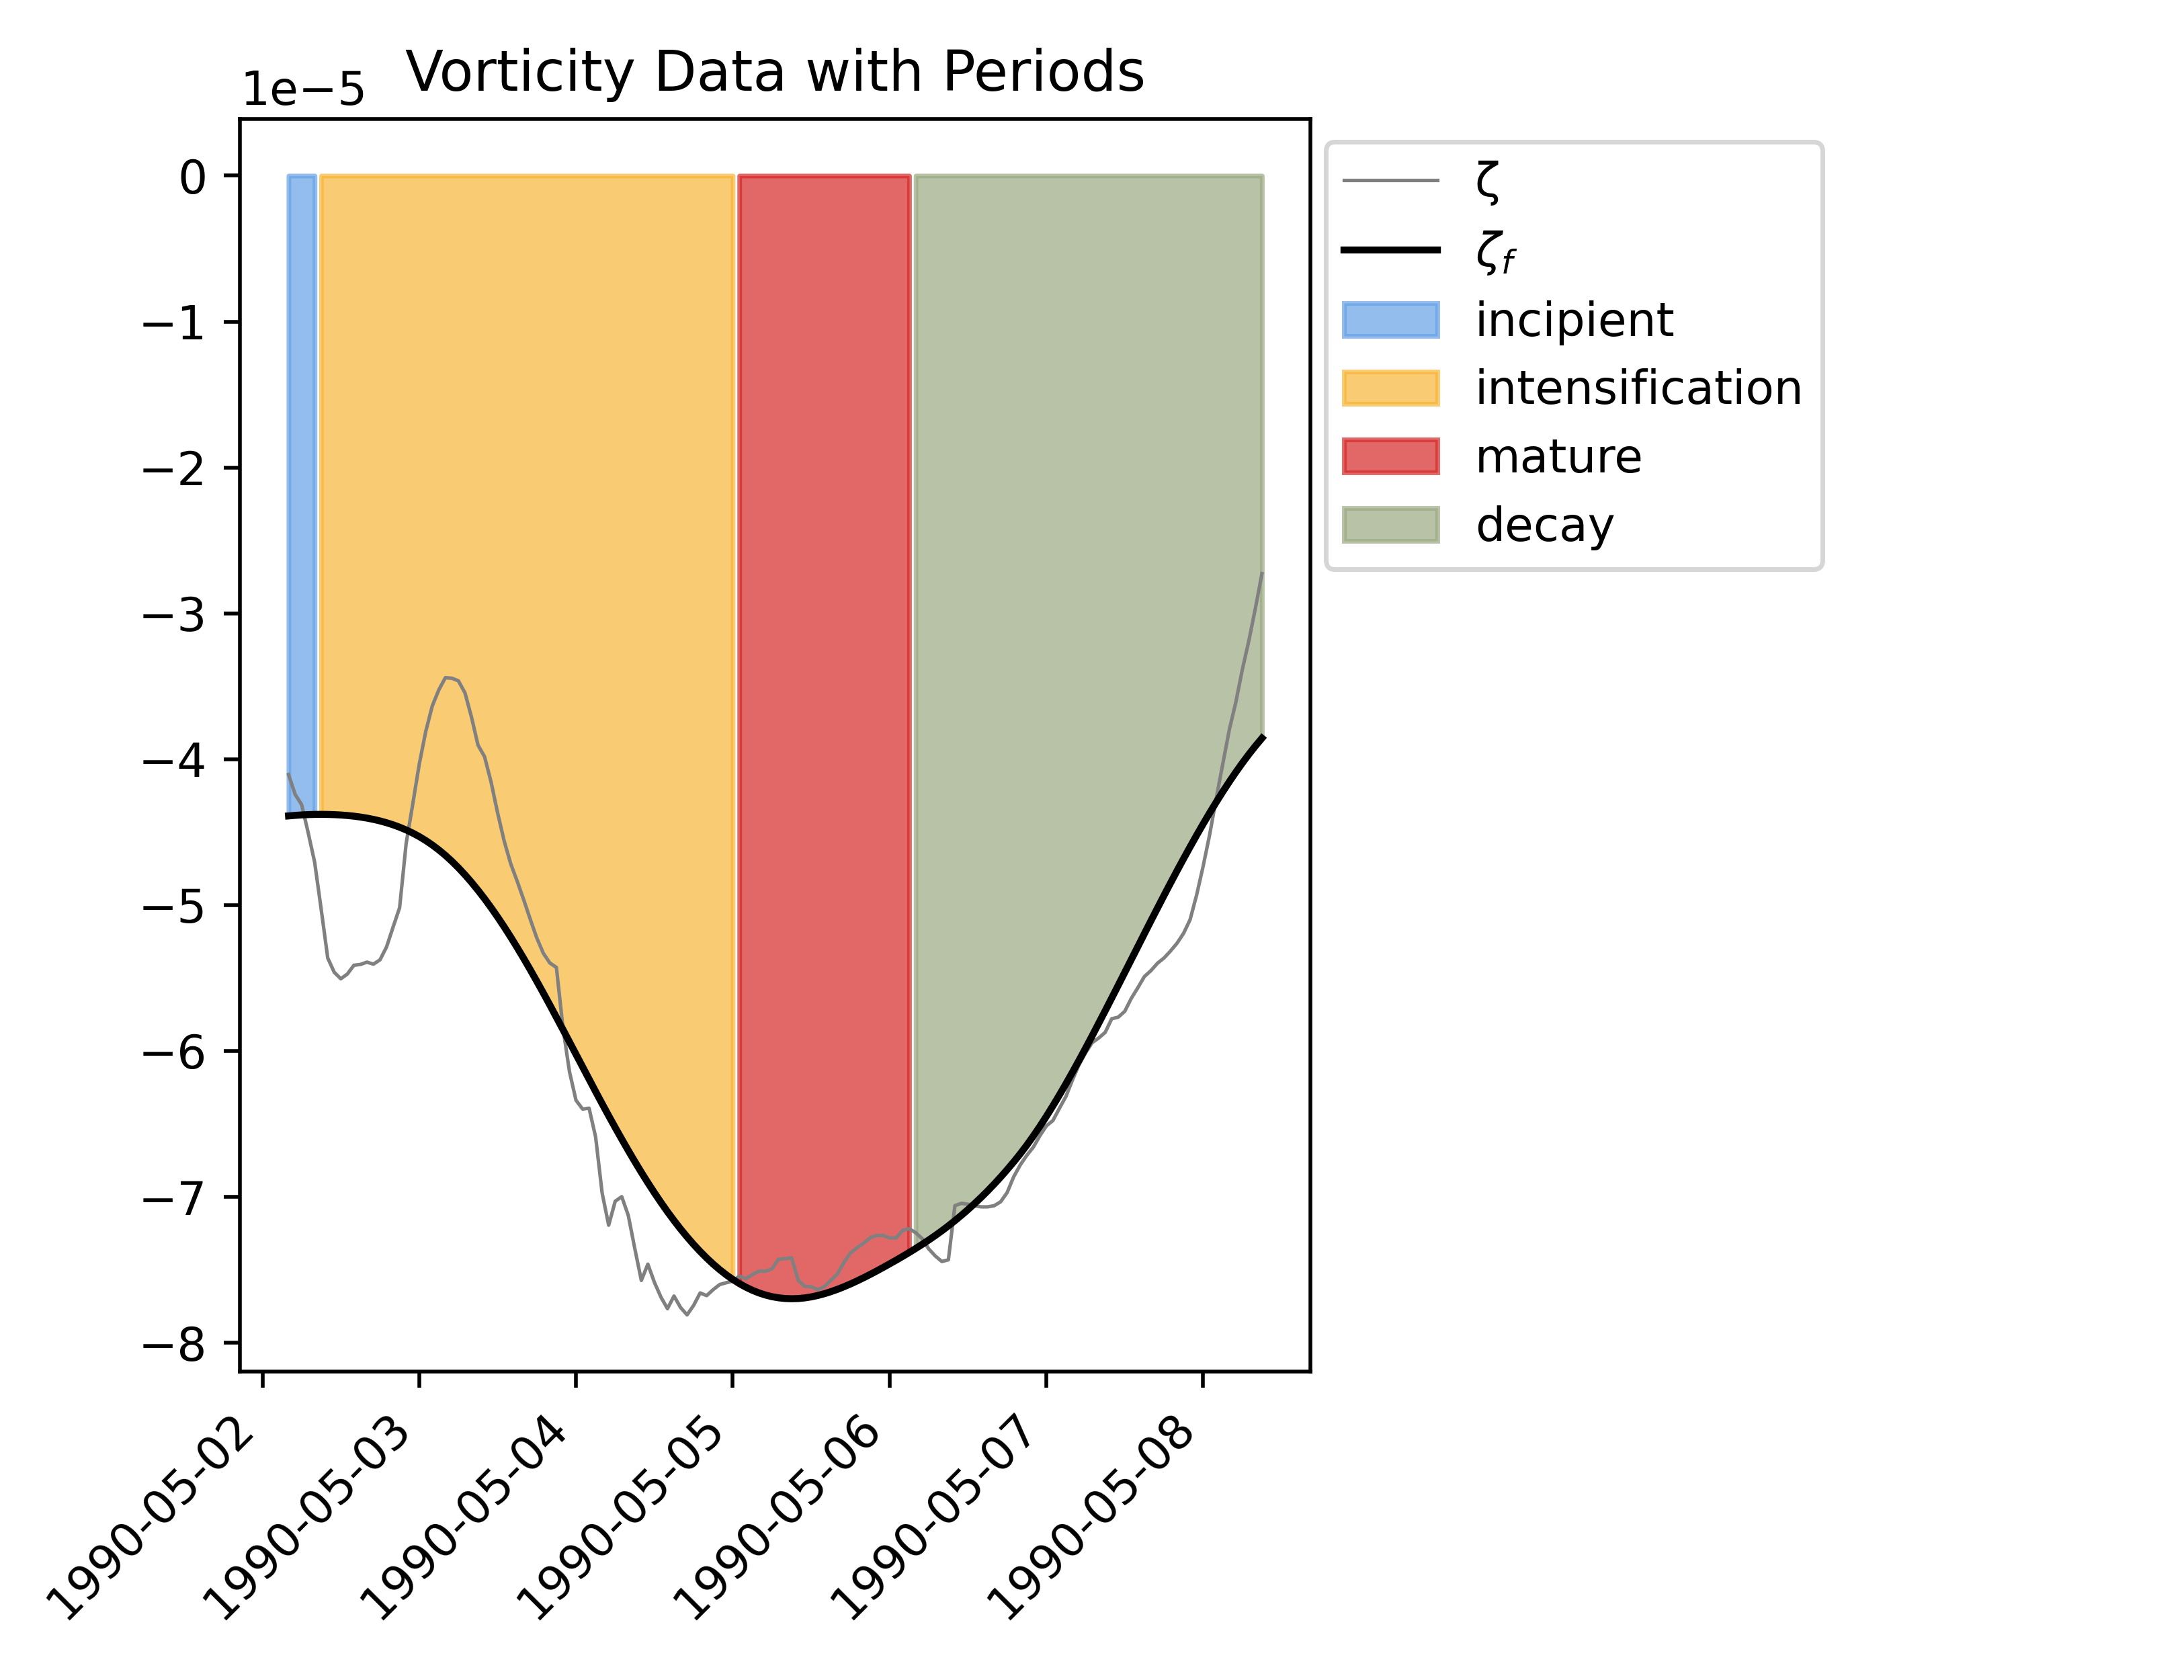 Vorticity Data with Periods
1e−5
0
−1
−2
−3
−4
−5
−6
−7
−8
1990-05-02
1990-05-03
1990-05-04
1990-05-05
1990-05-06
1990-05-07
1990-05-08
ζ
ζf
incipient
intensification
mature
decay